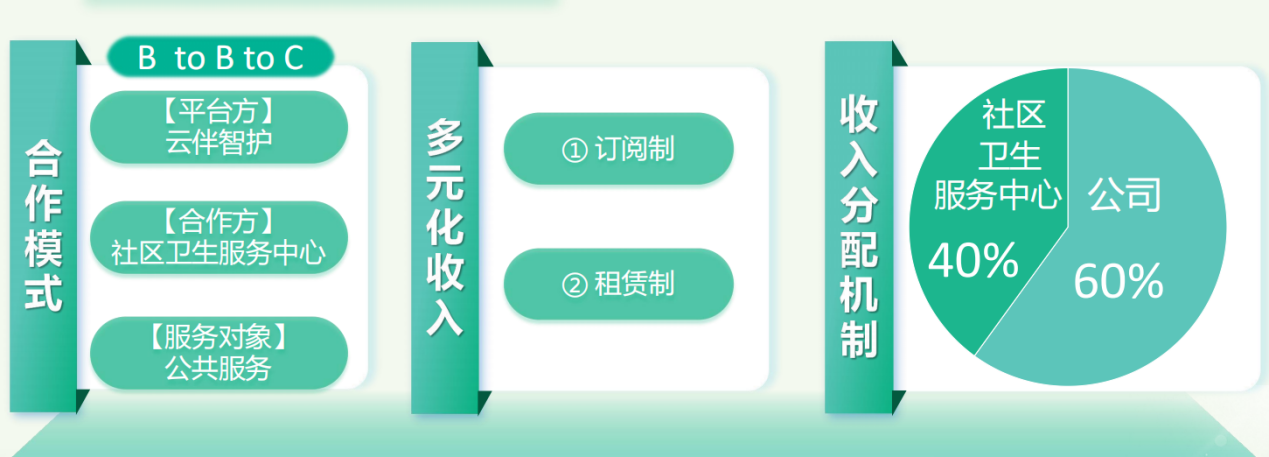 合作模式
B to B to C
【平台方】
云伴智护
【合作方】
社区卫生服务中心
【服务对象】
公共服务
多元化收入
① 订阅制
② 租赁制
收入分配机制
社区
卫生
服务中心
40%
公司
60%